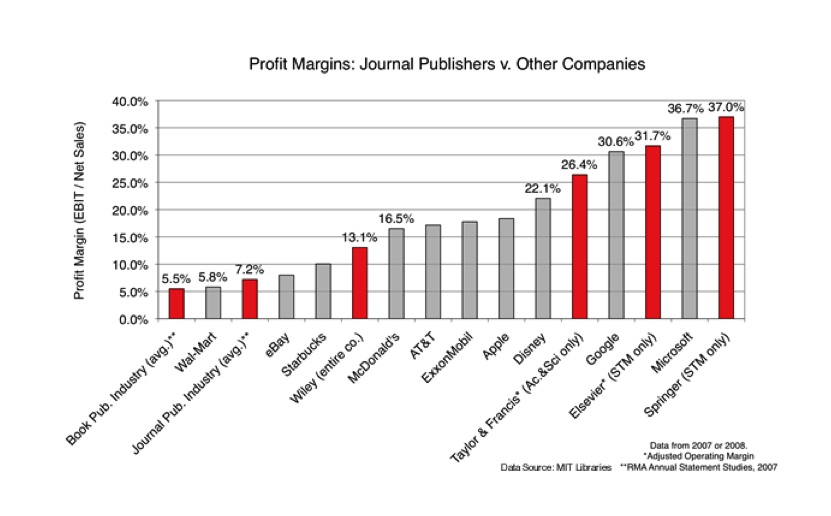 Profit Margins: Journal Publishers v. Other Companies
Profit Margin (EBIT / Net Sales)
40.0%
35.0%
30.0%
25.0%
20.0%
15.0%
10.0%
5.0%
0.0%
5.5%
5.8%
7.2%
13.1%
16.5%
22.1%
26.4%
30.6%
31.7%
36.7%
37.0%
Book Pub. Industry (avg.)**
Wal-Mart
Journal Pub. Industry (avg.)**
eBay
Starbucks
Wiley (entire co.)
McDonald's
AT&T
ExxonMobil
Apple
Disney
Taylor & Francis* (Ac.&Sci only)
Google
Elsevier* (STM only)
Microsoft
Springer (STM only)
Data from 2007 or 2008.
*Adjusted Operating Margin
Data Source: MIT Libraries **RMA Annual Statement Studies, 2007